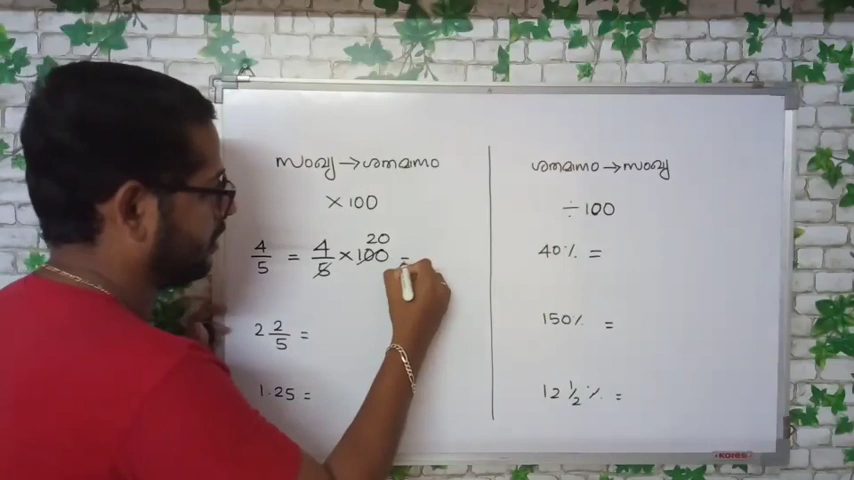 സംഖ്യ → ശതമാനം
× 100
4/5 = 4/5 × 100 20 =
2 2/5 =
1.25 =
ശതമാനം → സംഖ്യ
÷ 100
40% =
150% =
12 1/2 % =
KORES